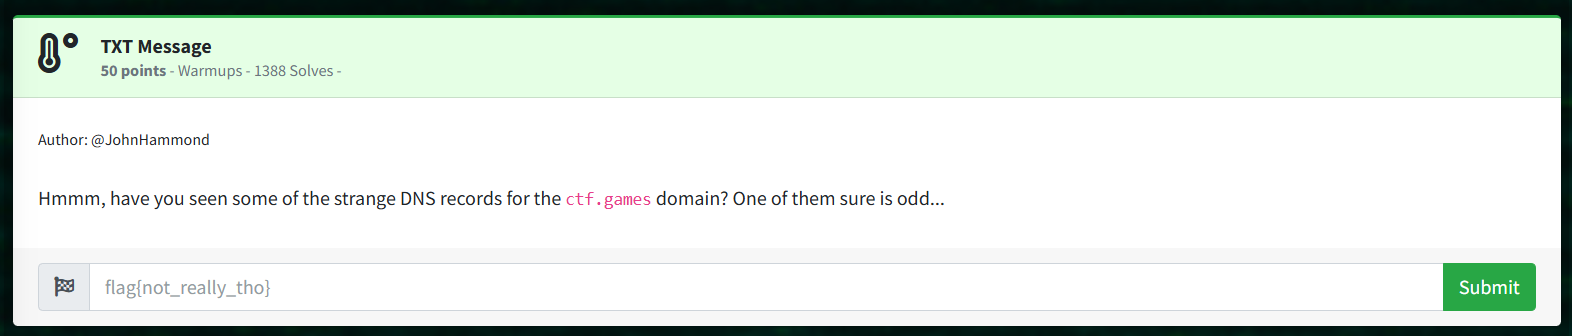 TXT Message
50 points - Warmups - 1388 Solves -
Author: @JohnHammond
Hmmm, have you seen some of the strange DNS records for the ctf.games domain? One of them sure is odd...
flag{not_really_tho}
Submit